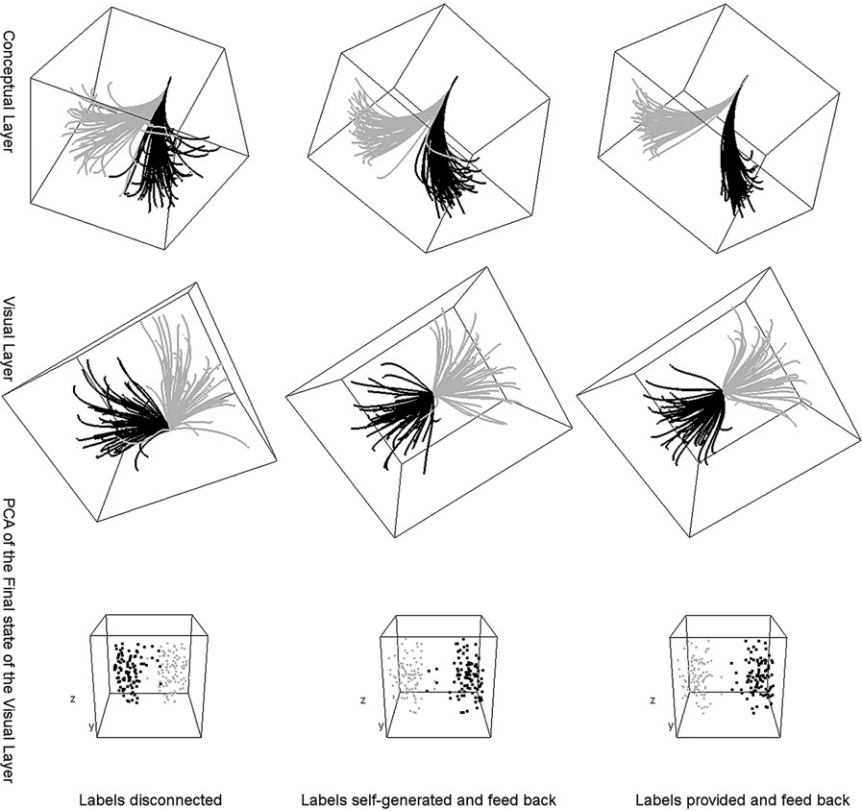 Conceptual Layer
Visual Layer
PCA of the Final state of the Visual Layer
z
y
z
y
z
y
Labels disconnected
Labels self-generated and feed back
Labels provided and feed back